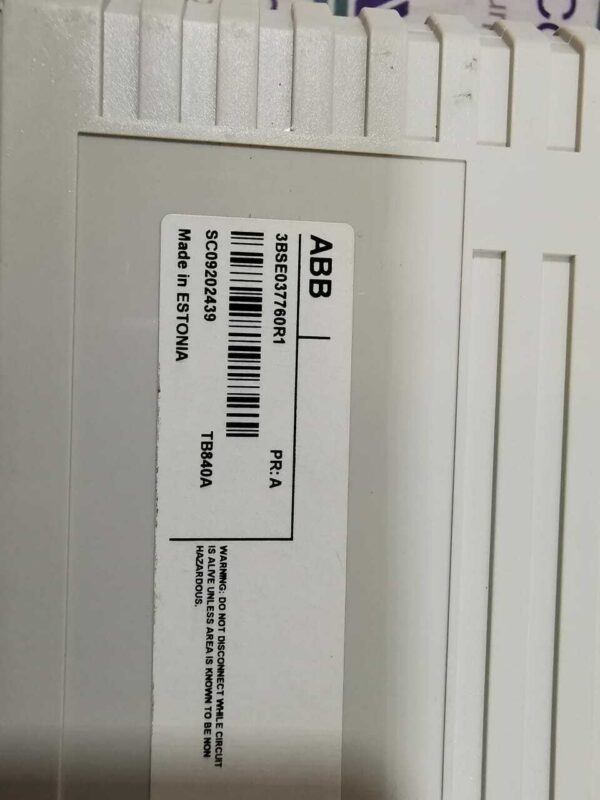 ABB
3BSE037760R1 PR: A
SC09202439 TB840A
Made in ESTONIA
WARNING: DO NOT DISCONNECT WHILE CIRCUIT
IS ALIVE UNLESS AREA IS KNOWN TO BE NON
HAZARDOUS.